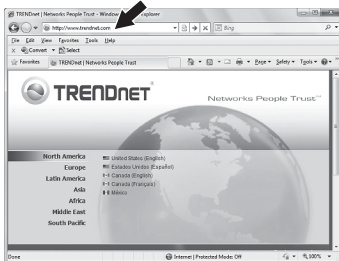 TRENDnet | Networks People Trust - Windows Internet Explorer
http://www.trendnet.com
Bing
File Edit View Favorites Tools Help
x Convert Select
Favorites TRENDnet | Networks People Trust
Page Safety Tools
TRENDNET
Networks People Trust
North America
United States (English)
Europe
Estados Unidos (Español)
Latin America
Canada (English)
Asia
Canada (Français)
Africa
México
Middle East
South Pacific
Done
Internet | Protected Mode: Off
100%